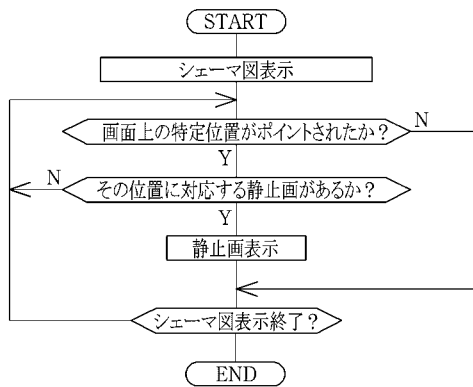 START
シェーマ図表示
画面上の特定位置がポイントされたか?
N
Y
N
その位置に対応する静止画があるか?
Y
静止画表示
シェーマ図表示終了?
END